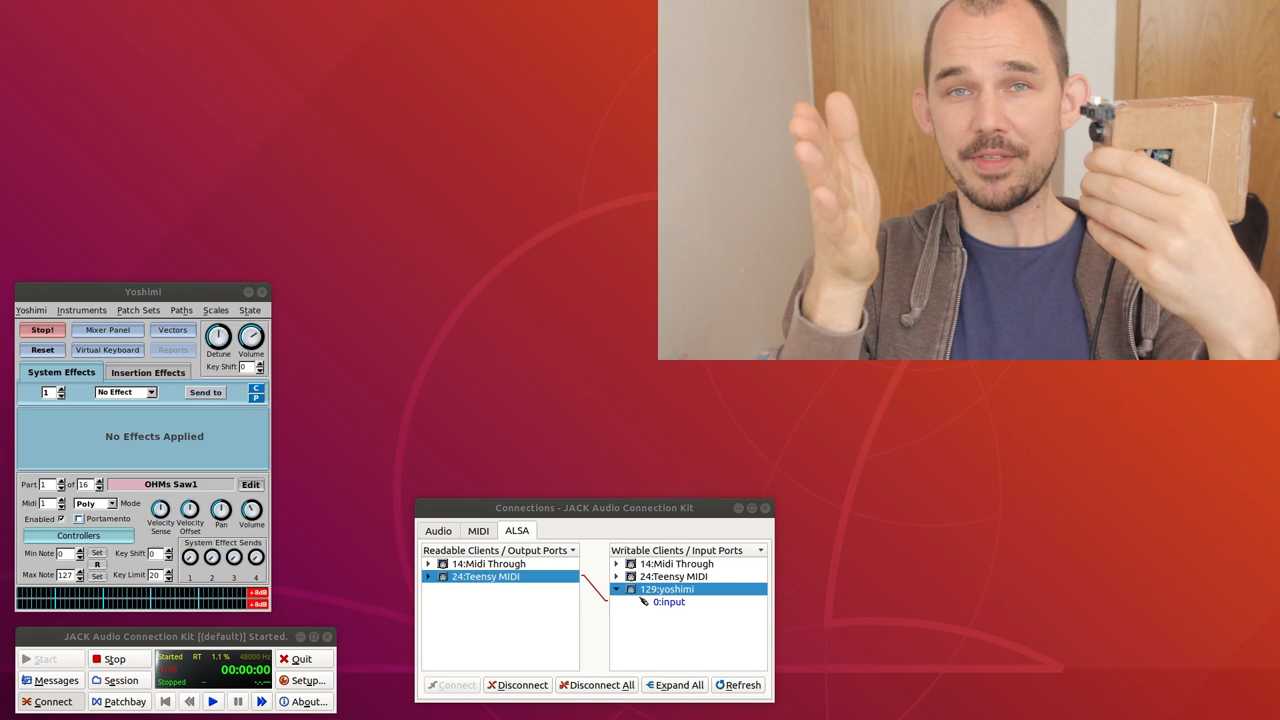 Yoshimi
Yoshimi Instruments Patch Sets Paths Scales State
Stop! Mixer Panel Vectors
Reset Virtual Keyboard Reports
Detune Volume
Key Shift 0
System Effects Insertion Effects
1 No Effect Send to C
P
No Effects Applied
Part 1 of 16 OHMs Saw1 Edit
Midi 1 Poly Mode
Enabled Portamento
Velocity Sense Velocity Offset Pan Volume
Controllers System Effect Sends
Min Note 0 Set Key Shift 0
R
Max Note 127 Set Key Limit 20
1 2 3 4
+8dB
+8dB
JACK Audio Connection Kit [(default)] Started.
Start Stop Started RT 1.1 % 48000 Hz Quit
00:00:00
Messages Session Stopped -- -.-.-- Setup...
Connect Patchbay About...
Connections - JACK Audio Connection Kit
Audio MIDI ALSA
Readable Clients / Output Ports Writable Clients / Input Ports
14:Midi Through 14:Midi Through
24:Teensy MIDI 24:Teensy MIDI
129:yoshimi
0:input
Connect Disconnect Disconnect All Expand All Refresh